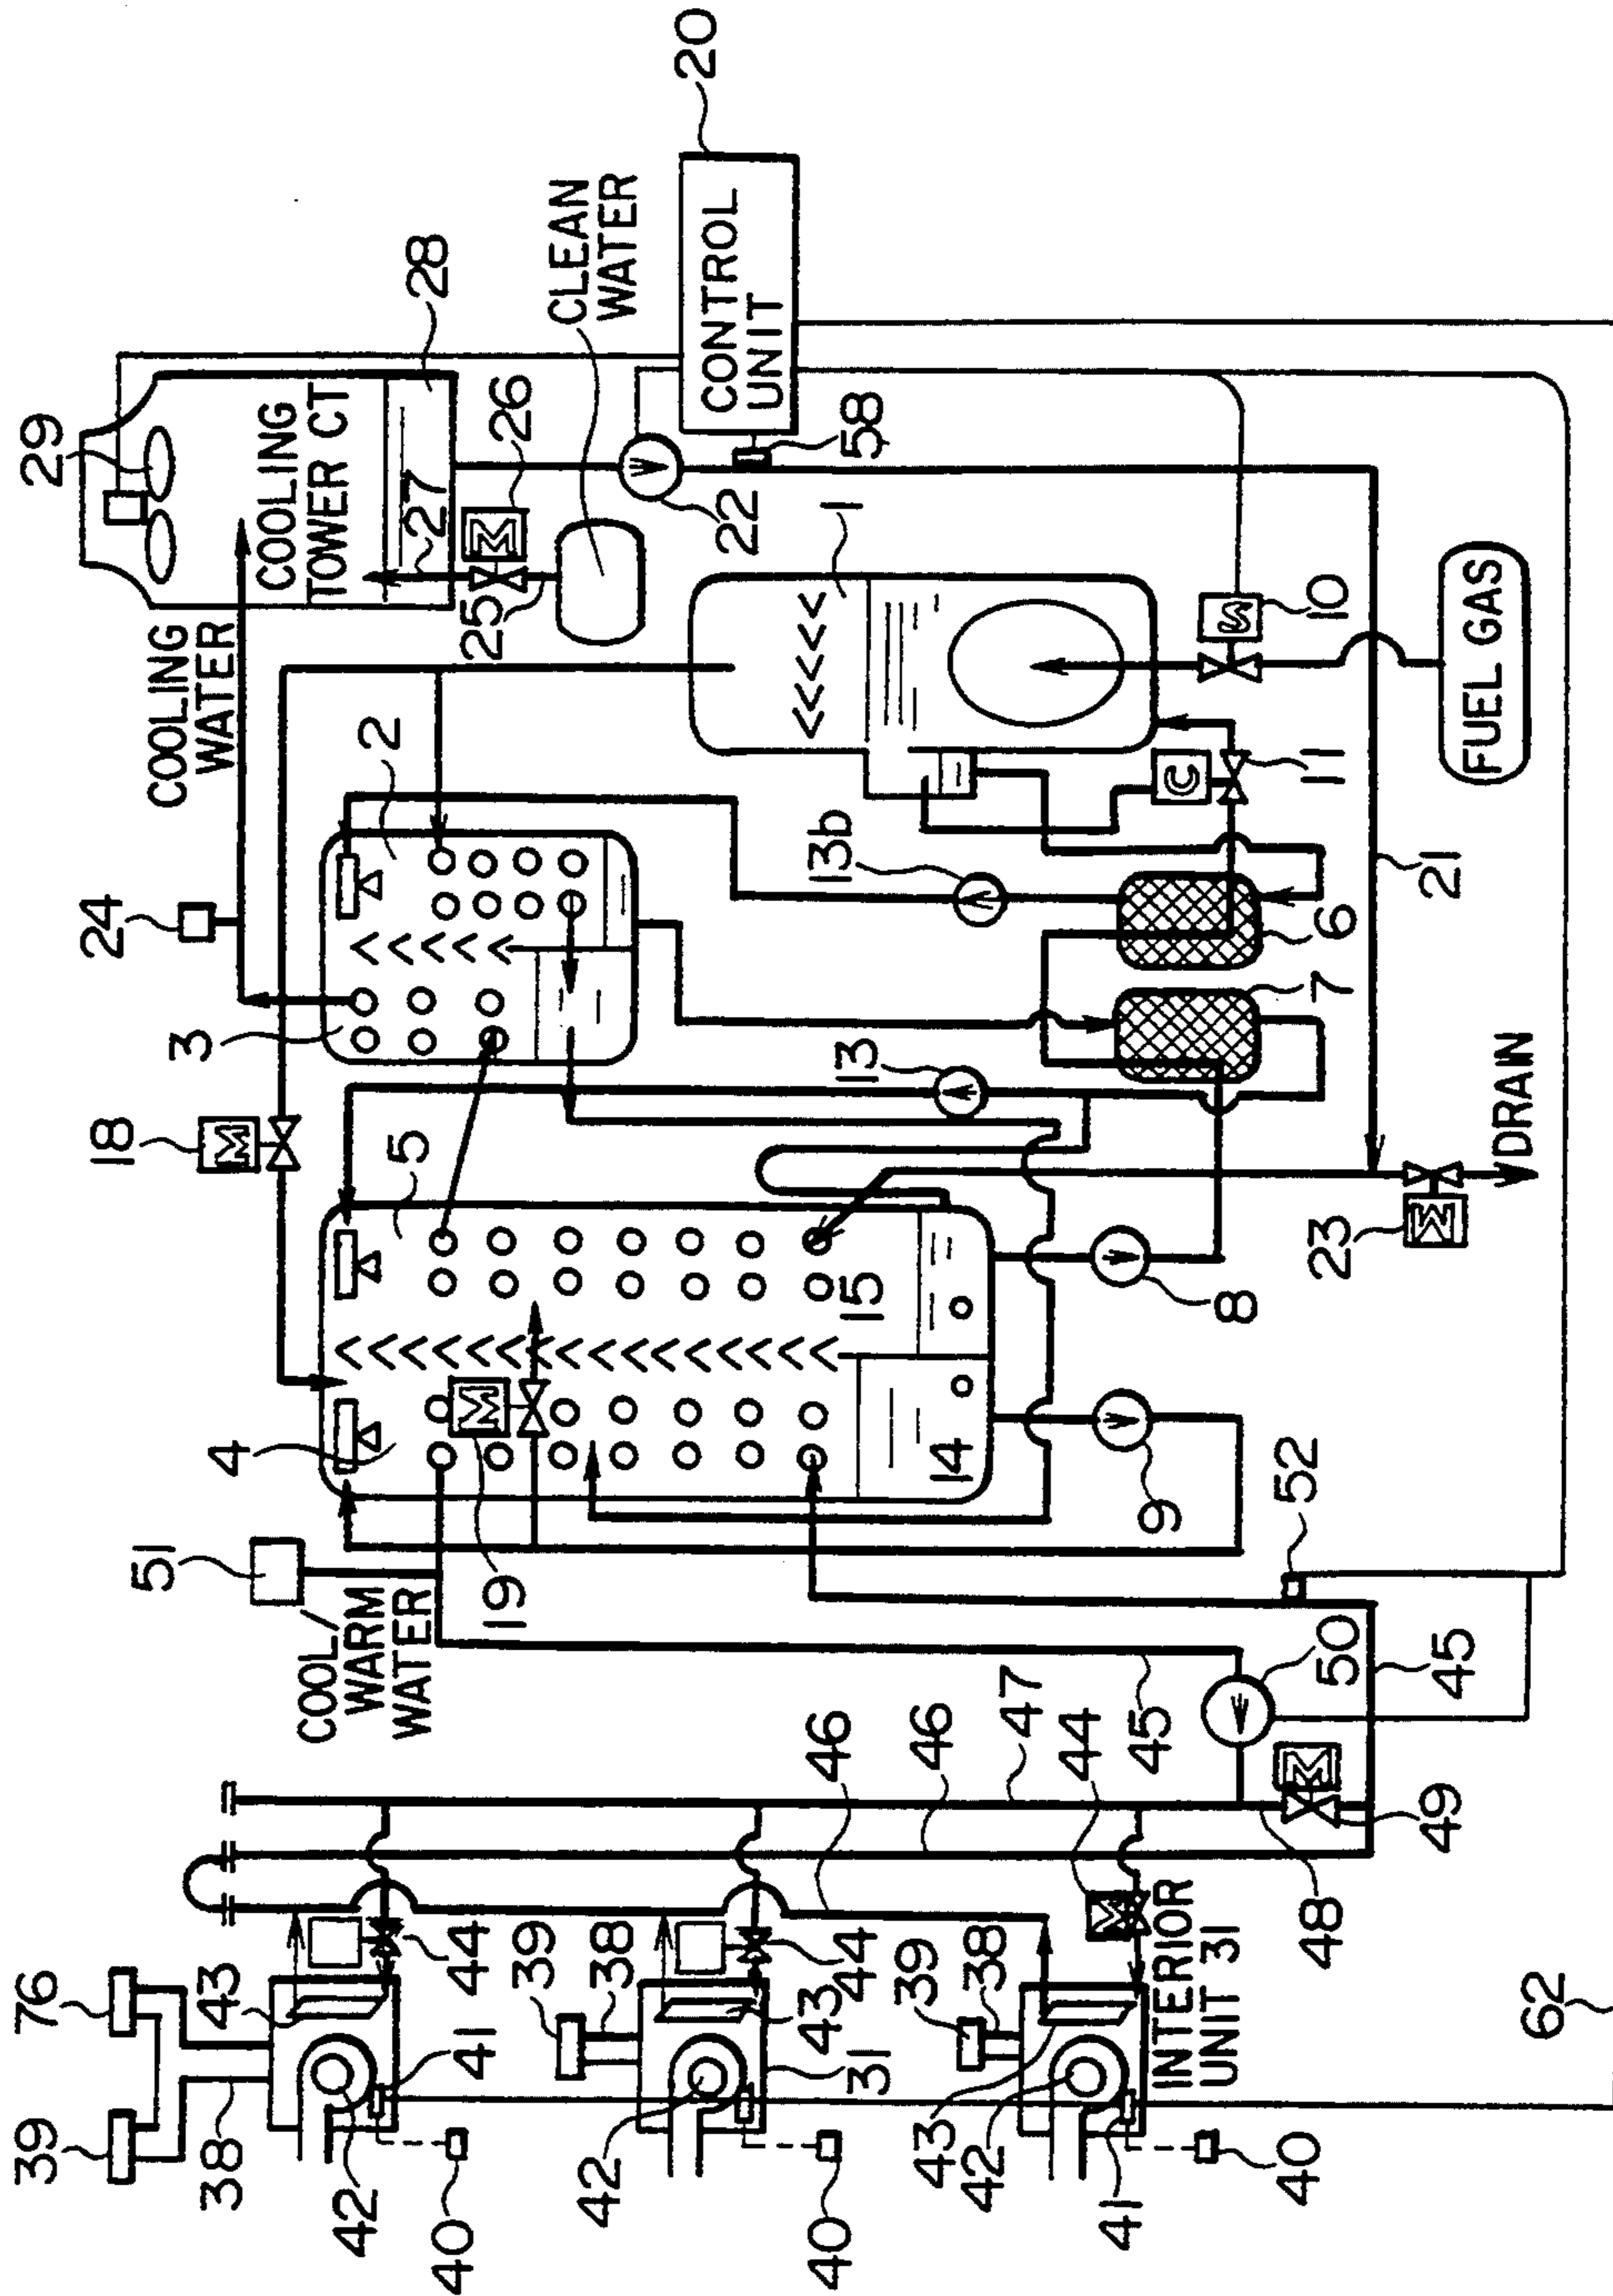 39
76
51
18
24
29
20
38
43
4
3
COOLING
WATER
COOL/
WARM
WATER
5
2
COOLING
TOWER CT
28
42
40
41
44
19
27
25
26
CLEAN
WATER
39
38
42
22
CONTROL
UNIT
40
31
43
44
46
15
13
13b
1
58
39
38
43
42
46
14
47
44
41
INTERIOR
UNIT 31
45
9
8
40
48
50
52
23
7
6
11
10
49
45
DRAIN
21
FUEL GAS
62
M
M
M
M
M
M
M
C
S